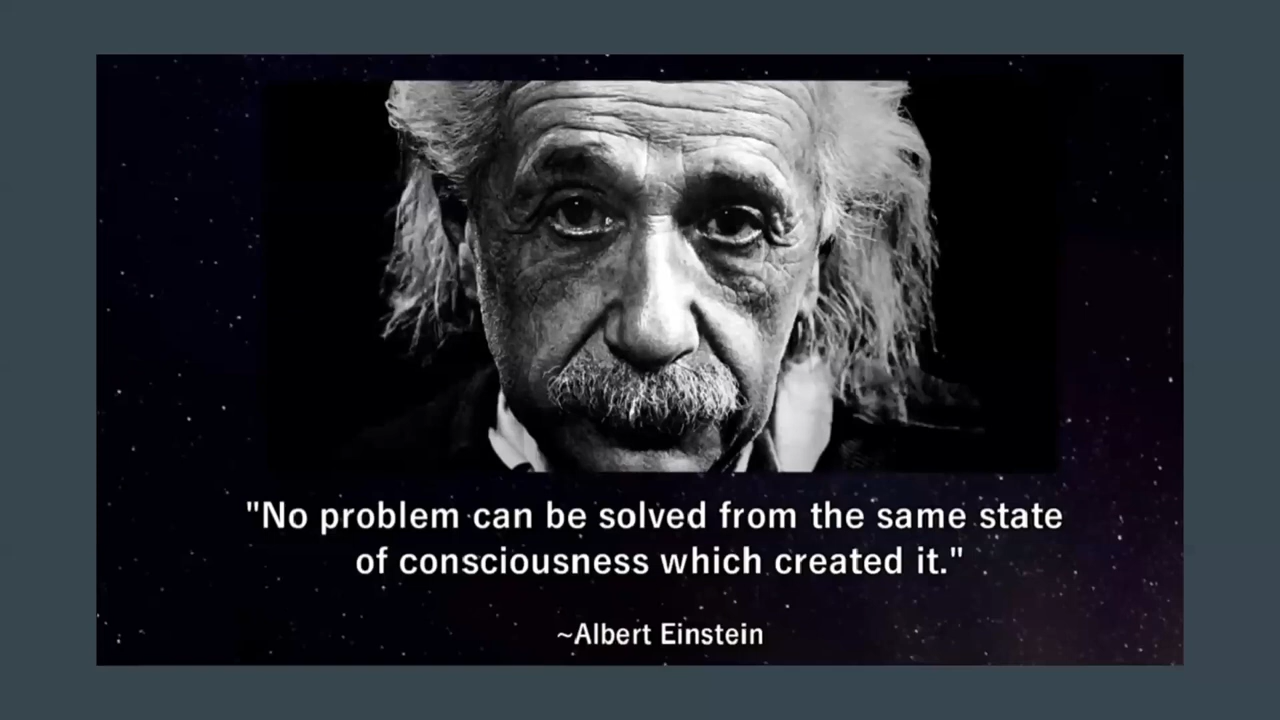 "No problem can be solved from the same state
of consciousness which created it."
~Albert Einstein